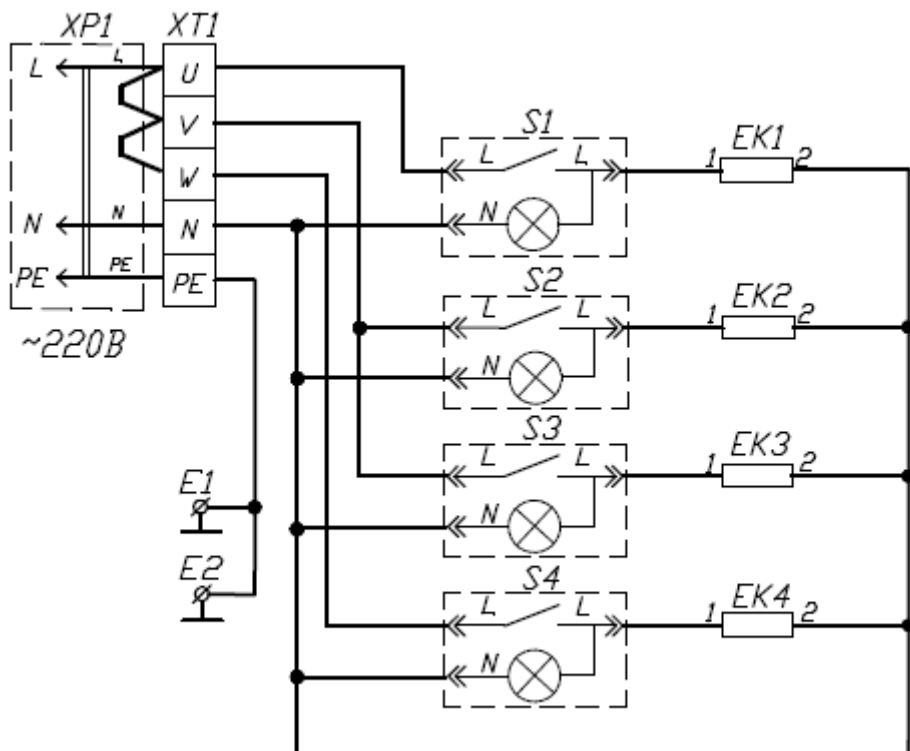 XP1 XT1
L L U
V
W
N N N
PE PE PE
~220В
S1
L L
N
1 EK1 2
S2
L L
N
1 EK2 2
S3
L L
N
1 EK3 2
S4
L L
N
1 EK4 2
E1
E2